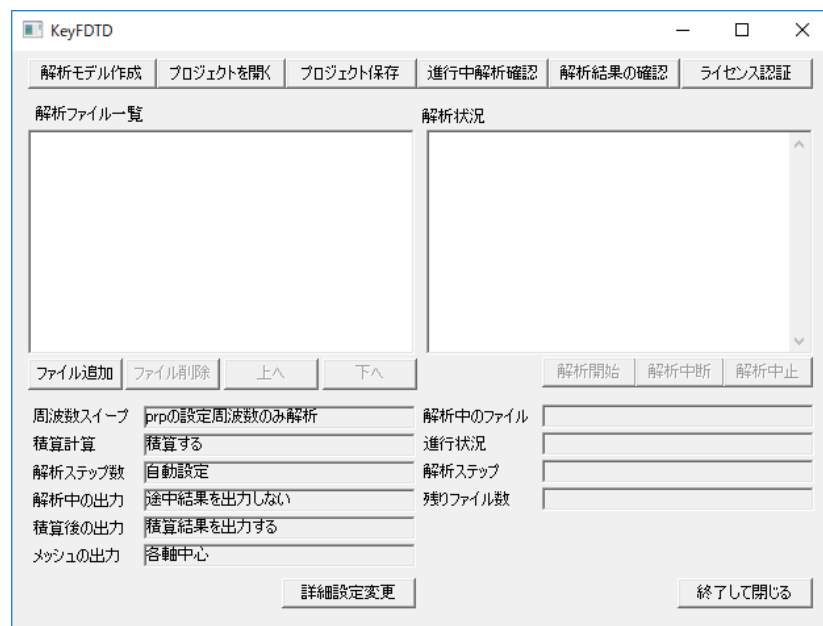 KeyFDTD
解析モデル作成 プロジェクトを開く プロジェクト保存 進行中解析確認 解析結果の確認 ライセンス認証
解析ファイル一覧 解析状況
ファイル追加 ファイル削除 上へ 下へ 解析開始 解析中断 解析中止
周波数スイープ prpの設定周波数のみ解析 解析中のファイル
積算計算 積算する 進行状況
解析ステップ数 自動設定 解析ステップ
解析中の出力 途中結果を出力しない 残りファイル数
積算後の出力 積算結果を出力する
メッシュの出力 各軸中心
詳細設定変更 終了して閉じる